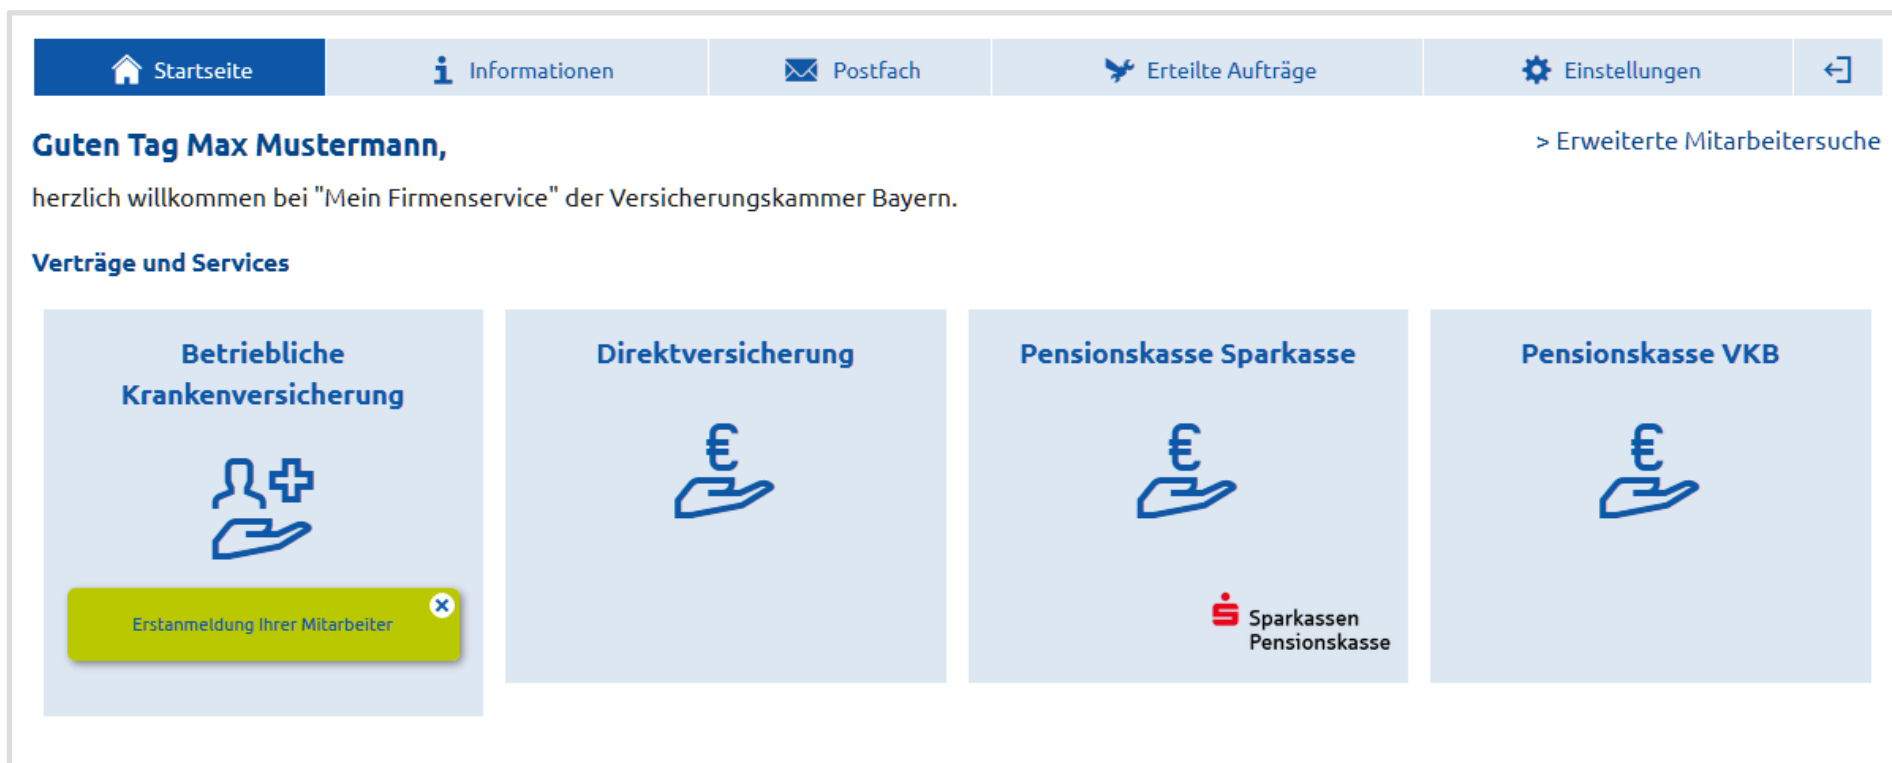 Startseite
Informationen
Postfach
Erteilte Aufträge
Einstellungen
Guten Tag Max Mustermann,
> Erweiterte Mitarbeitersuche
herzlich willkommen bei "Mein Firmenservice" der Versicherungskammer Bayern.
Verträge und Services
Betriebliche
Krankenversicherung
Erstanmeldung Ihrer Mitarbeiter
Direktversicherung
€
Pensionskasse Sparkasse
€
Sparkassen
Pensionskasse
Pensionskasse VKB
€